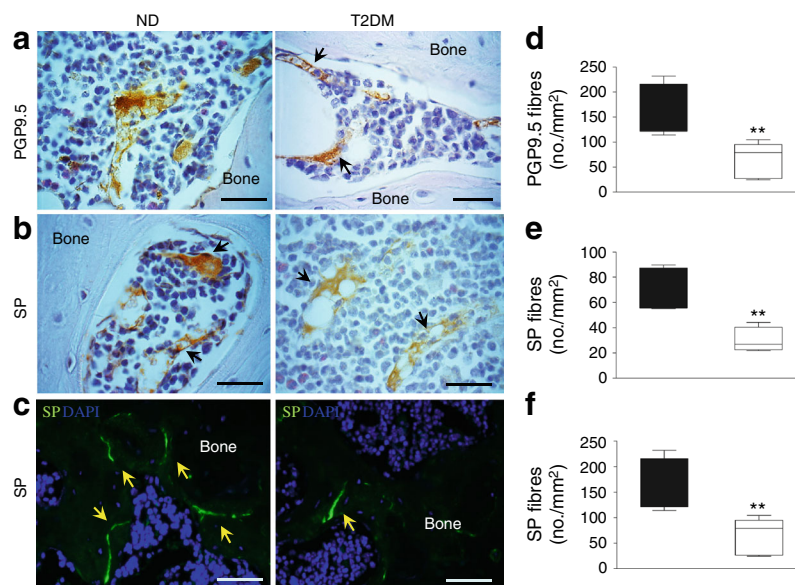 ND
T2DM
a
PGP9.5
Bone
Bone
Bone
b
SP
Bone
c
SP
SP DAPI
Bone
SP DAPI
Bone
d
PGP9.5 fibres
(no./mm²)
250
200
150
100
50
0
**
e
SP fibres
(no./mm²)
100
80
60
40
20
0
**
f
SP fibres
(no./mm²)
250
200
150
100
50
0
**